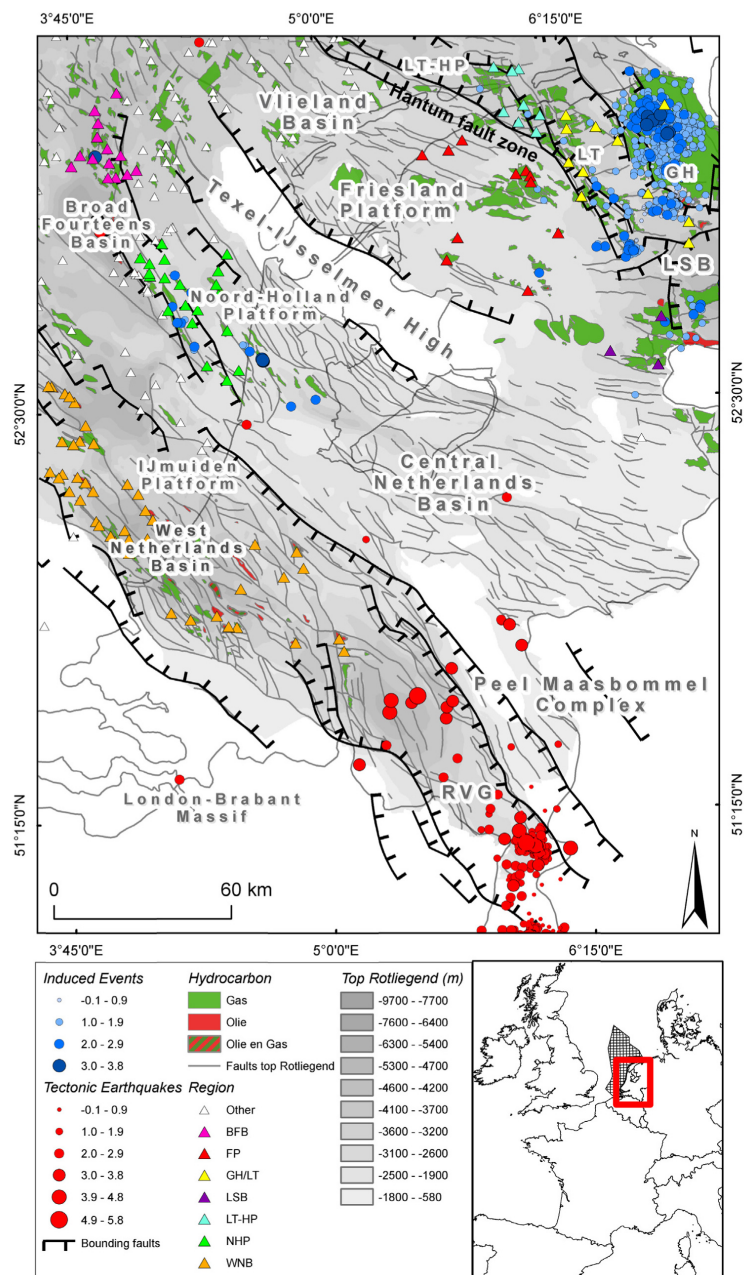 3°45'0"E 5°0'0"E 6°15'0"E
LT-HP
Hantum fault zone
Vlieland
Basin
LT
GH
Friesland
Platform
Broad
Fourteens
Basin
Texel-IJsselmeer High
LSB
Noord-Holland
Platform
52°30'0"N
52°30'0"N
IJmuiden
Platform
Central
Netherlands
Basin
West
Netherlands
Basin
Peel Maasbommel
Complex
RVG
London-Brabant
Massif
51°15'0"N
51°15'0"N
N
0 60 km
3°45'0"E 5°0'0"E 6°15'0"E
Induced Events
-0.1 - 0.9
1.0 - 1.9
2.0 - 2.9
3.0 - 3.8
Tectonic Earthquakes
-0.1 - 0.9
1.0 - 1.9
2.0 - 2.9
3.0 - 3.8
3.9 - 4.8
4.9 - 5.8
Bounding faults
Hydrocarbon
Gas
Olie
Olie en Gas
Faults top Rotliegend
Region
Other
BFB
FP
GH/LT
LSB
LT-HP
NHP
WNB
Top Rotliegend (m)
-9700 - -7700
-7600 - -6400
-6300 - -5400
-5300 - -4700
-4600 - -4200
-4100 - -3700
-3600 - -3200
-3100 - -2600
-2500 - -1900
-1800 - -580